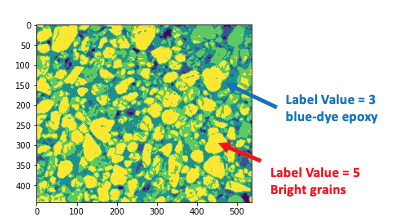 0
50
100
150
200
250
300
350
400
0 100 200 300 400 500
Label Value = 3
blue-dye epoxy
Label Value = 5
Bright grains